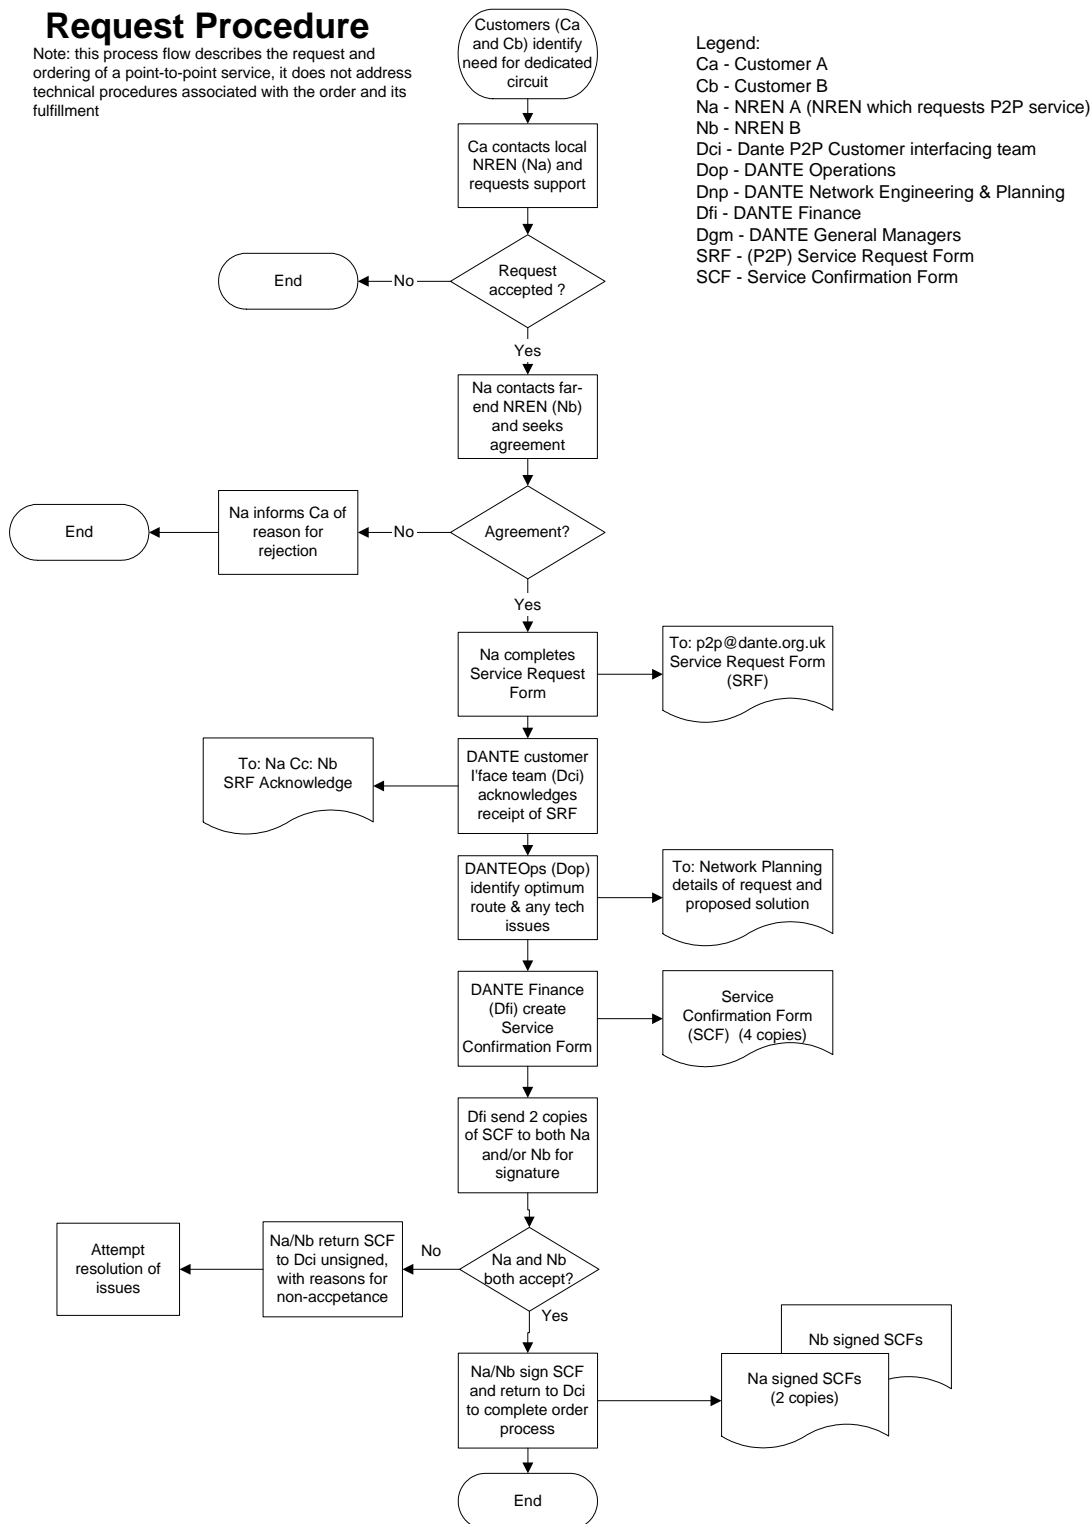 Request Procedure
Note: this process flow describes the request and
ordering of a point-to-point service, it does not address
technical procedures associated with the order and its
fulfillment
Customers (Ca
and Cb) identify
need for dedicated
circuit
Legend:
Ca - Customer A
Cb - Customer B
Na - NREN A (NREN which requests P2P service)
Nb - NREN B
Dci - Dante P2P Customer interfacing team
Dop - DANTE Operations
Dnp - DANTE Network Engineering & Planning
Dfi - DANTE Finance
Dgm - DANTE General Managers
SRF - (P2P) Service Request Form
SCF - Service Confirmation Form
Ca contacts local
NREN (Na) and
requests support
Request
accepted ?
No
End
Yes
Na contacts far-
end NREN (Nb)
and seeks
agreement
Agreement?
No
Na informs Ca of
reason for
rejection
End
Yes
Na completes
Service Request
Form
To: p2p@dante.org.uk
Service Request Form
(SRF)
DANTE customer
I'face team (Dci)
acknowledges
receipt of SRF
To: Na Cc: Nb
SRF Acknowledge
DANTEOps (Dop)
identify optimum
route & any tech
issues
To: Network Planning
details of request and
proposed solution
DANTE Finance
(Dfi) create
Service
Confirmation Form
Service
Confirmation Form
(SCF) (4 copies)
Dfi send 2 copies
of SCF to both Na
and/or Nb for
signature
Na and Nb
both accept?
No
Na/Nb return SCF
to Dci unsigned,
with reasons for
non-accpetance
Attempt
resolution of
issues
Yes
Na/Nb sign SCF
and return to Dci
to complete order
process
Nb signed SCFs
Na signed SCFs
(2 copies)
End